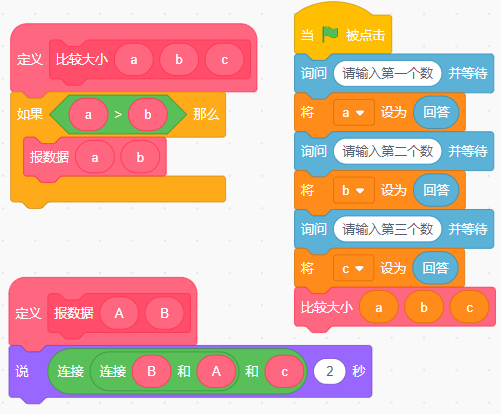 定义 比较大小 a b c
如果 a > b 那么
报数据 a b
定义 报数据 A B
说 连接 连接 B 和 A 和 c 2 秒
当 被点击
询问 请输入第一个数 并等待
将 a 设为 回答
询问 请输入第二个数 并等待
将 b 设为 回答
询问 请输入第三个数 并等待
将 c 设为 回答
比较大小 a b c